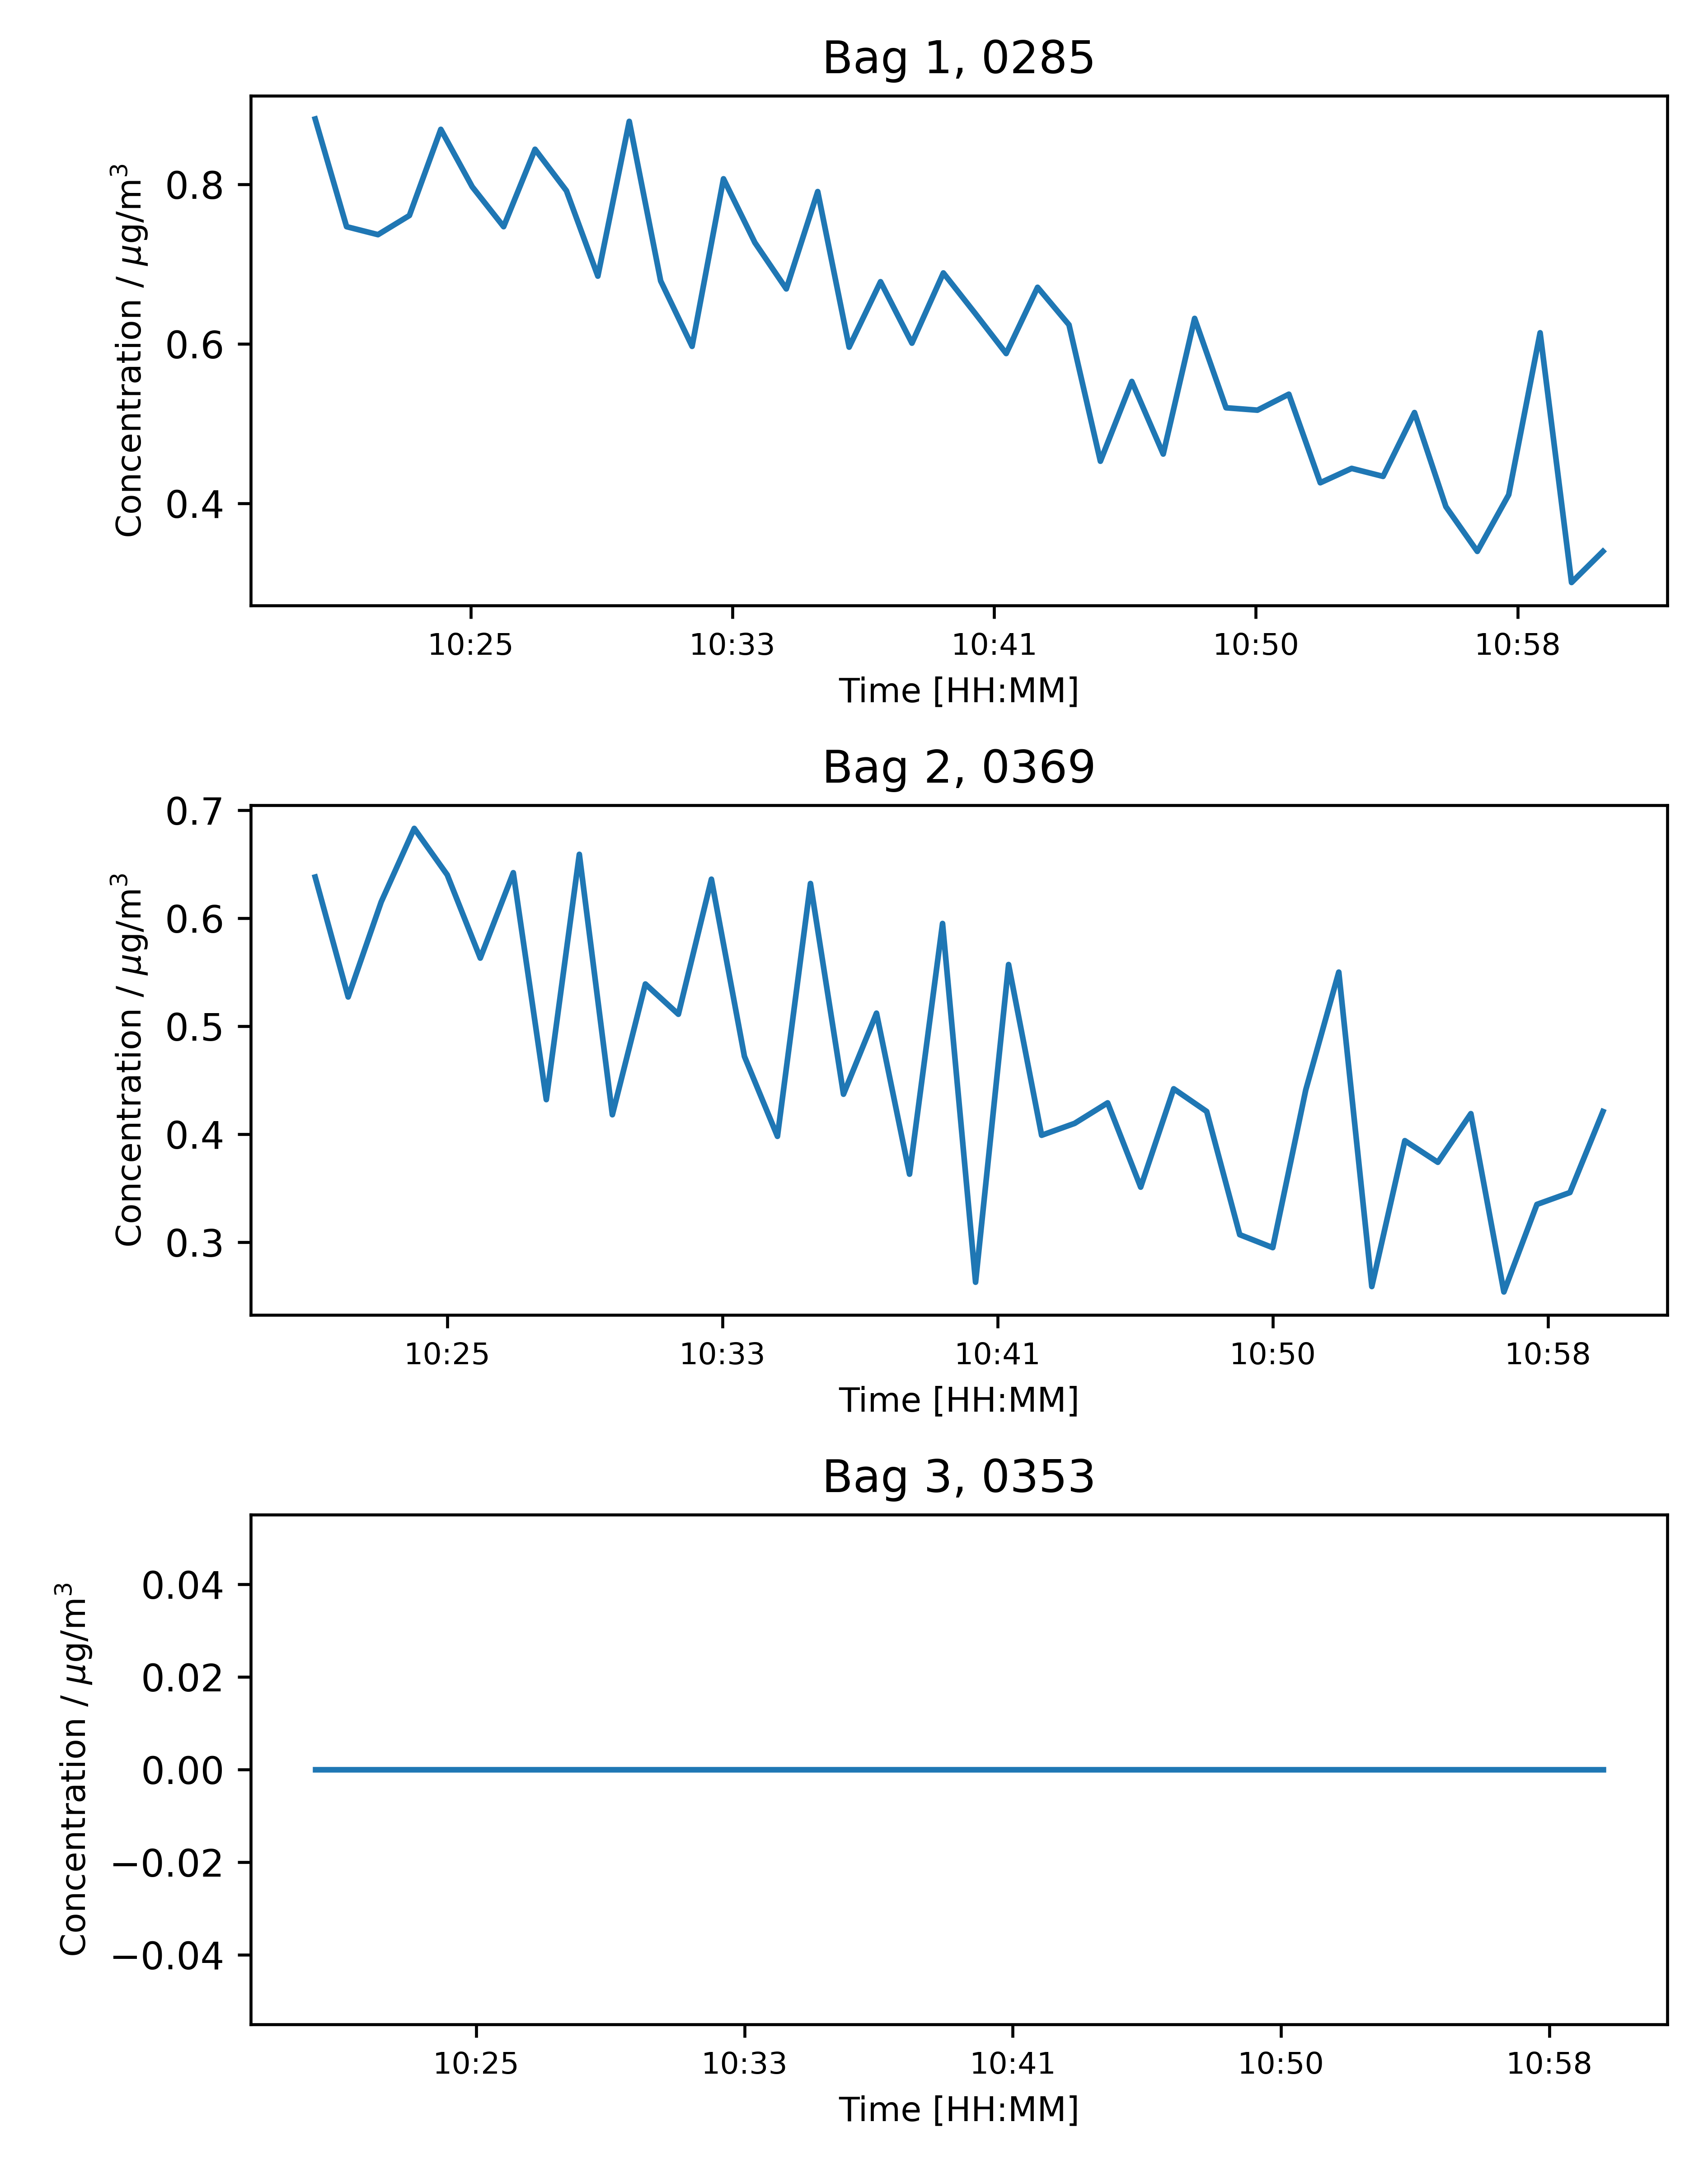 Bag 1, 0285
Concentration / μg/m³
0.8
0.6
0.4
10:25 10:33 10:41 10:50 10:58
Time [HH:MM]
Bag 2, 0369
Concentration / μg/m³
0.7
0.6
0.5
0.4
0.3
10:25 10:33 10:41 10:50 10:58
Time [HH:MM]
Bag 3, 0353
Concentration / μg/m³
0.04
0.02
0.00
−0.02
−0.04
10:25 10:33 10:41 10:50 10:58
Time [HH:MM]